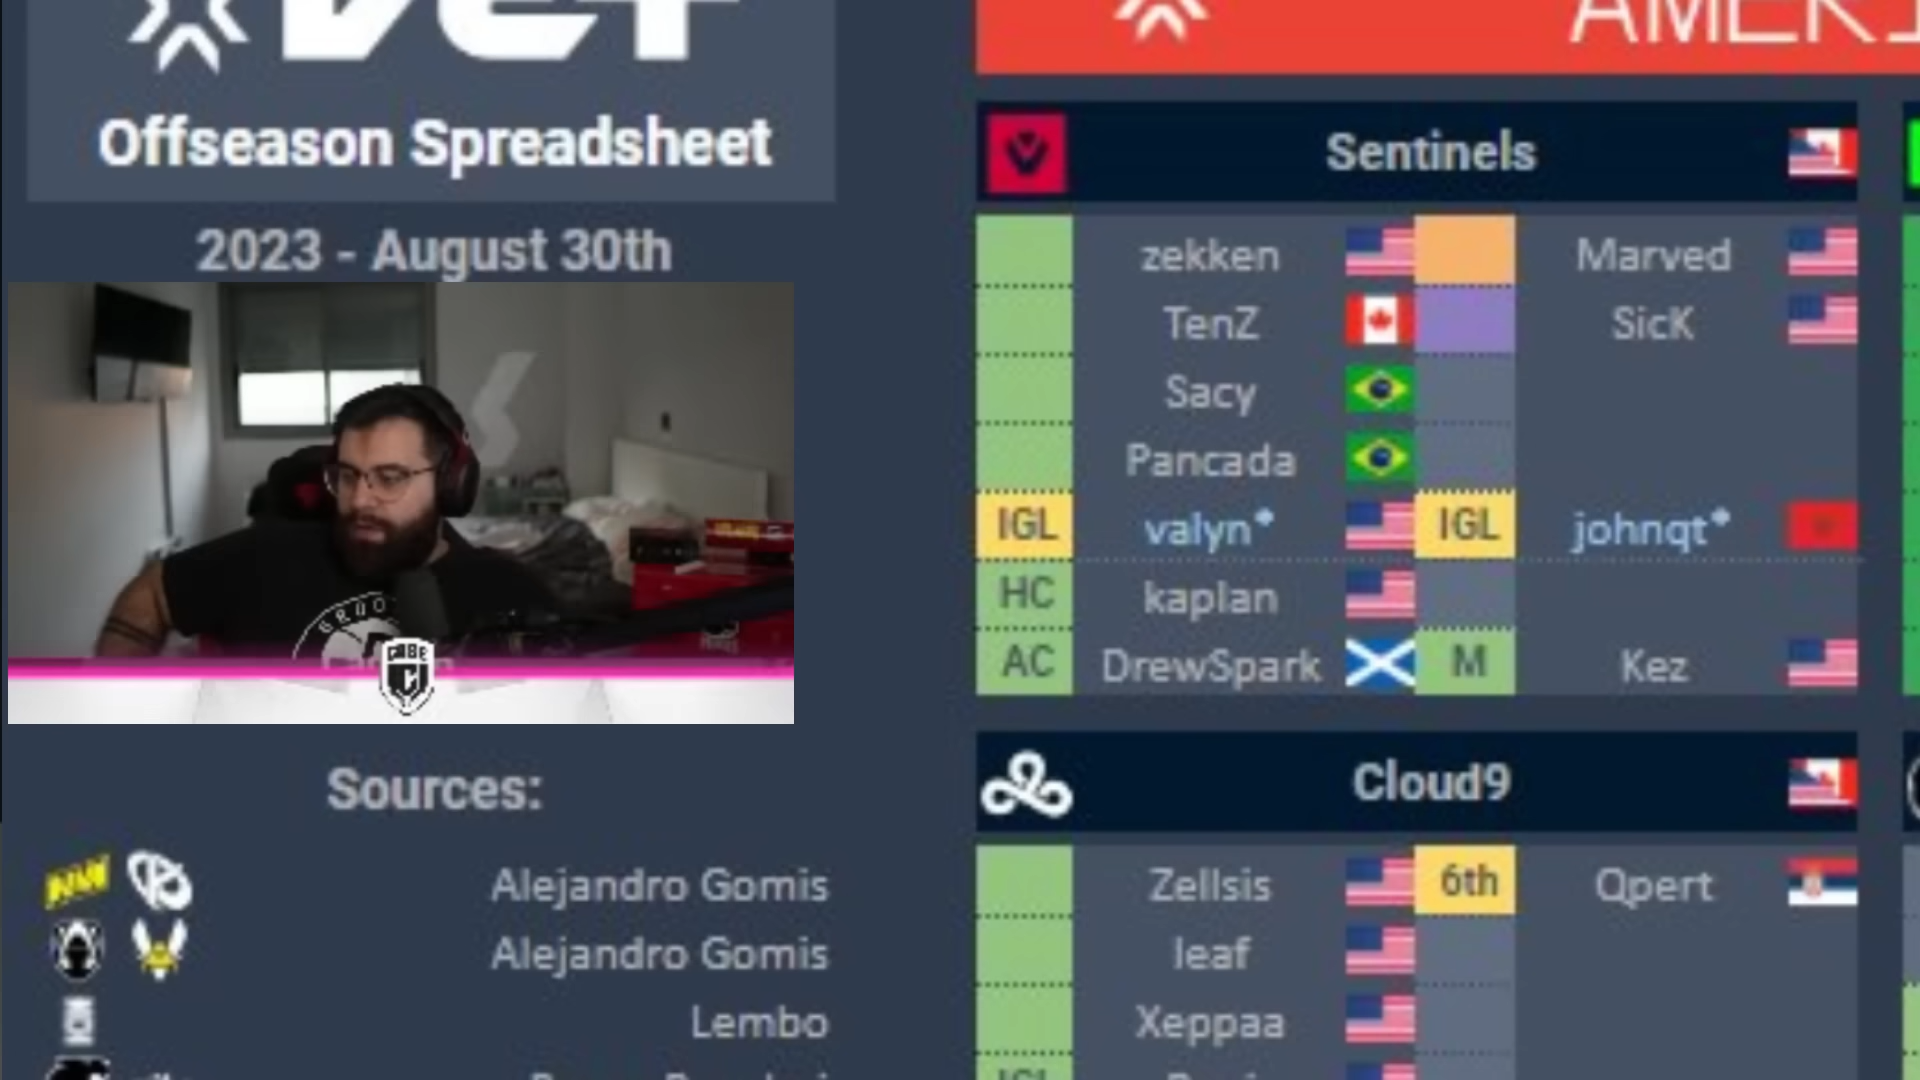 VCT
Offseason Spreadsheet
2023 - August 30th
Sources:
Alejandro Gomis
Alejandro Gomis
Lembo
Sentinels
zekken Marved
TenZ SicK
Sacy
Pancada
IGL valyn* IGL johnqt*
HC kaplan
AC DrewSpark M Kez
Cloud9
Zellsis 6th Qpert
leaf
Xeppaa